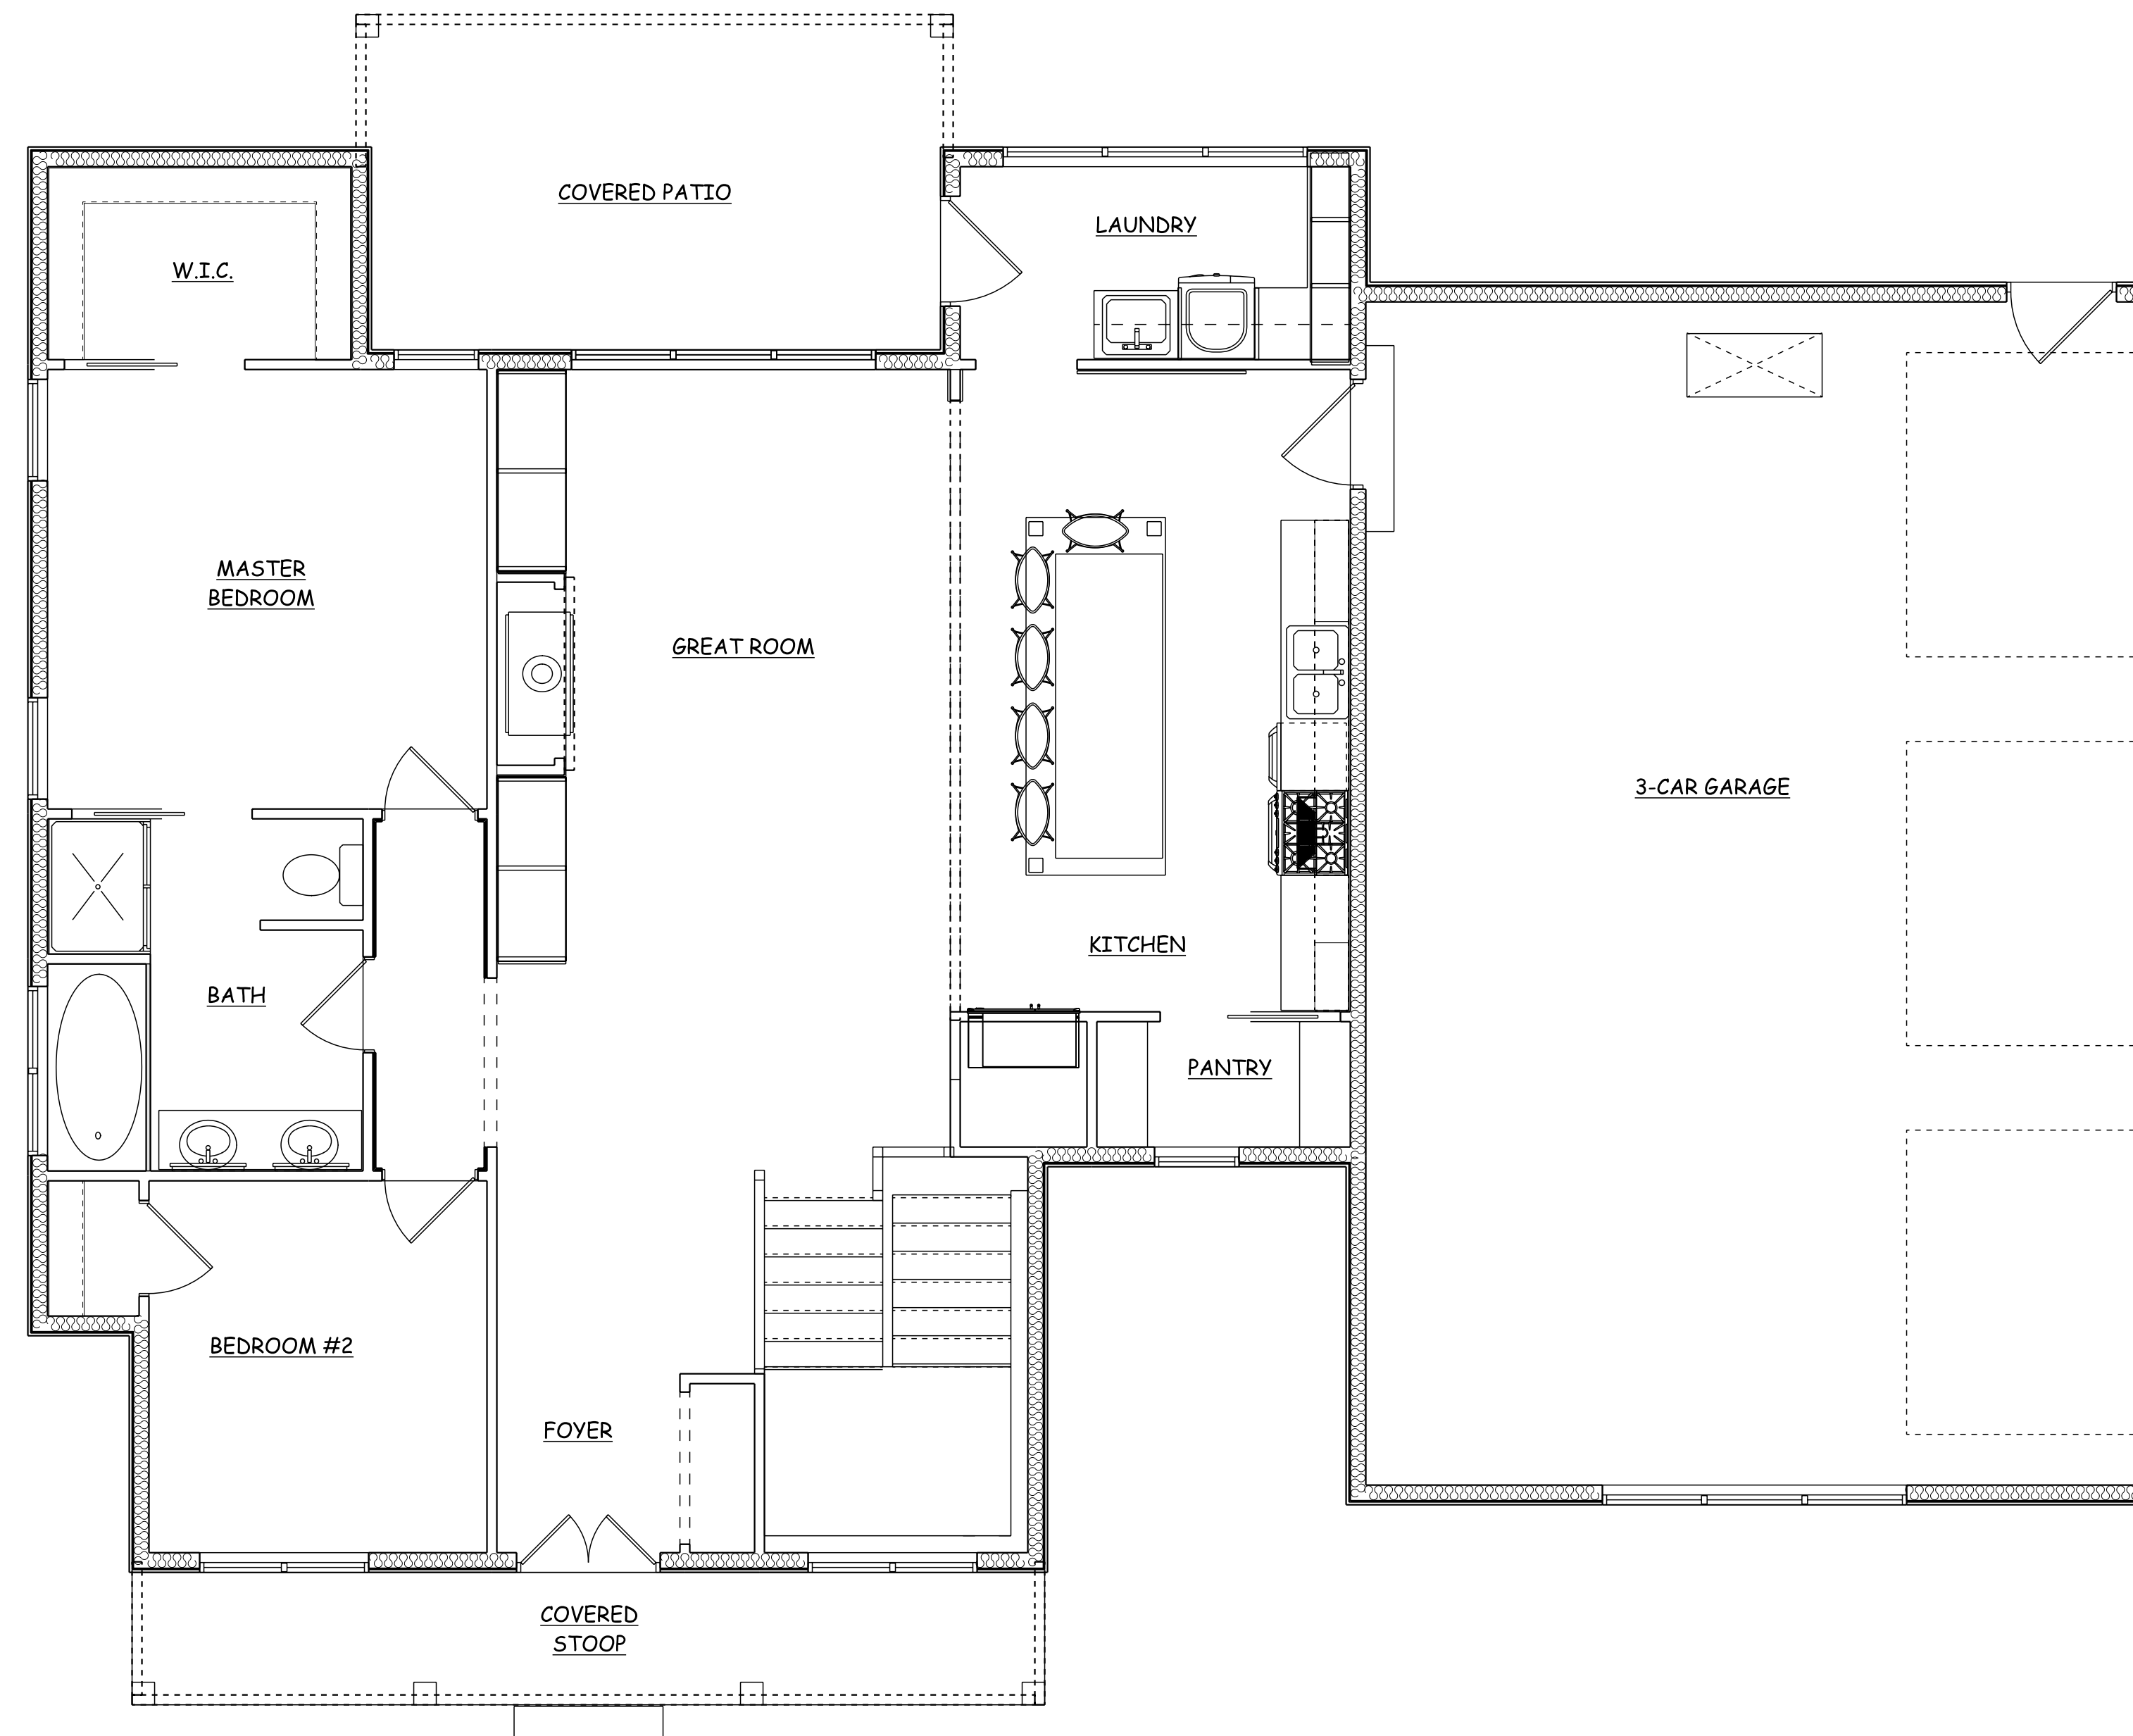 COVERED PATIO
LAUNDRY
W.I.C.
MASTER
BEDROOM
GREAT ROOM
3-CAR GARAGE
KITCHEN
BATH
PANTRY
BEDROOM #2
FOYER
COVERED
STOOP